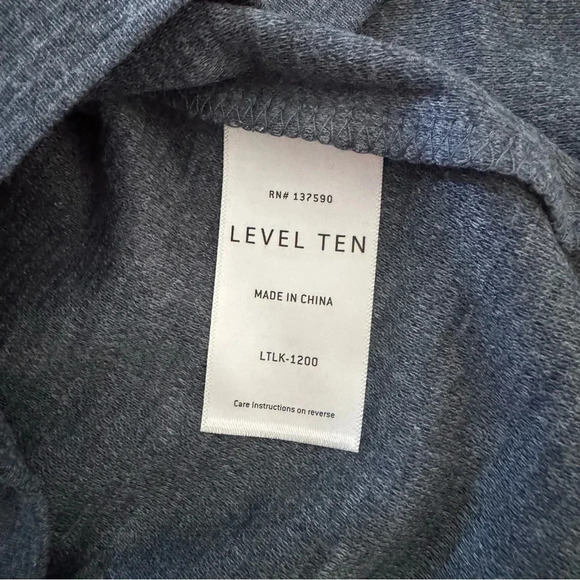 RN# 137590
LEVEL TEN
MADE IN CHINA
LTLK-1200
Care Instructions on reverse